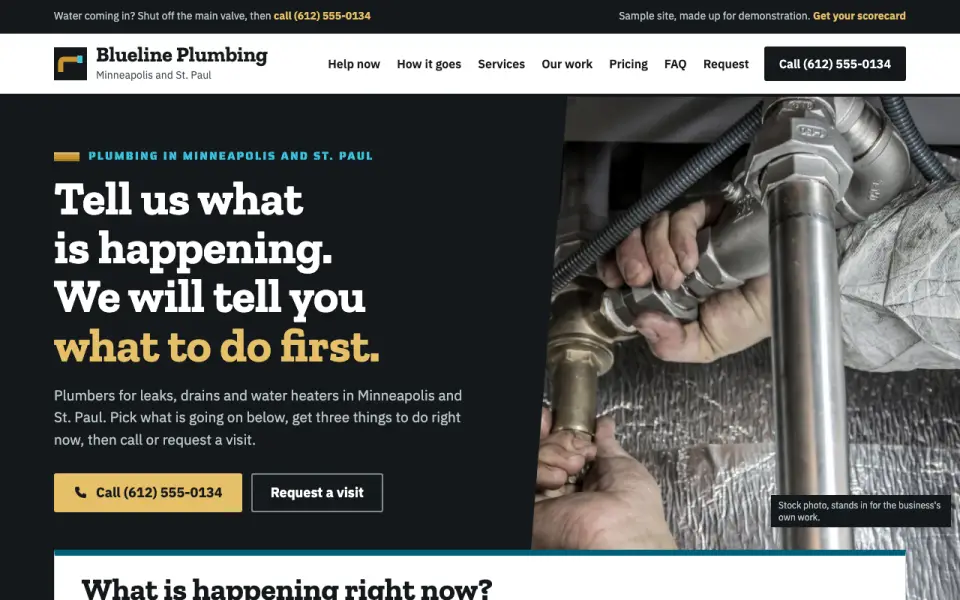 Water coming in? Shut off the main valve, then call (612) 555-0134
Sample site, made up for demonstration. Get your scorecard
Blueline Plumbing
Minneapolis and St. Paul
Help now
How it goes
Services
Our work
Pricing
FAQ
Request
Call (612) 555-0134
PLUMBING IN MINNEAPOLIS AND ST. PAUL
Tell us what
is happening.
We will tell you
what to do first.
Plumbers for leaks, drains and water heaters in Minneapolis and
St. Paul. Pick what is going on below, get three things to do right
now, then call or request a visit.
Call (612) 555-0134
Request a visit
Stock photo, stands in for the business's
own work.
What is happening right now?